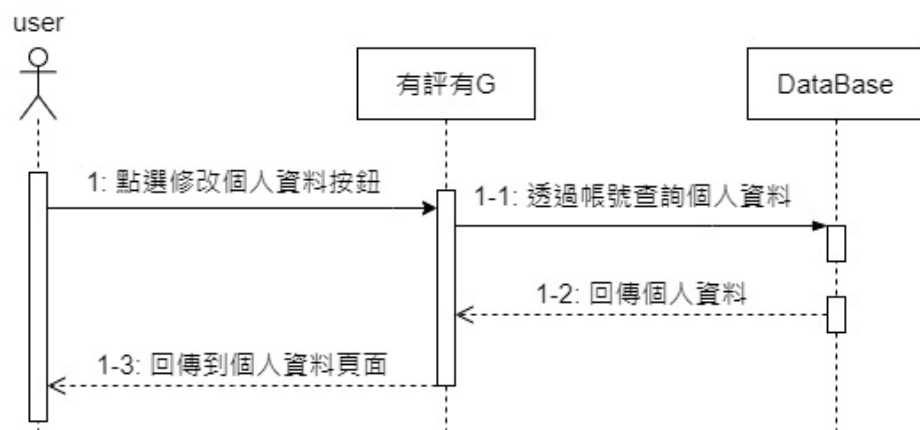 user
有評有G
DataBase
1: 點選修改個人資料按鈕
1-1: 透過帳號查詢個人資料
1-2: 回傳個人資料
1-3: 回傳到個人資料頁面